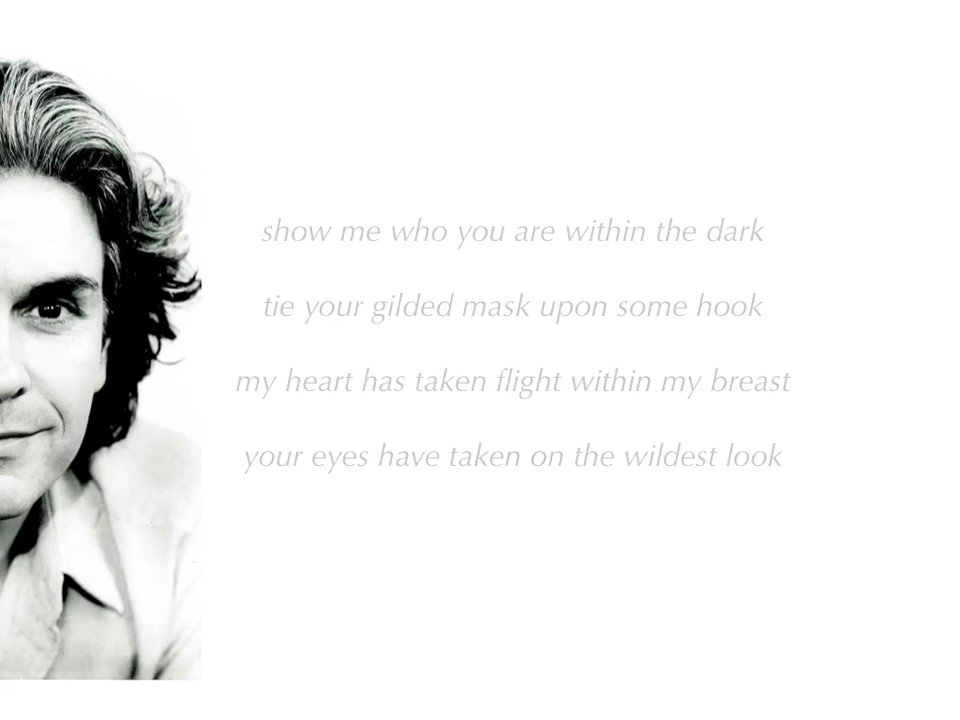 show me who you are within the dark
tie your gilded mask upon some hook
my heart has taken flight within my breast
your eyes have taken on the wildest look